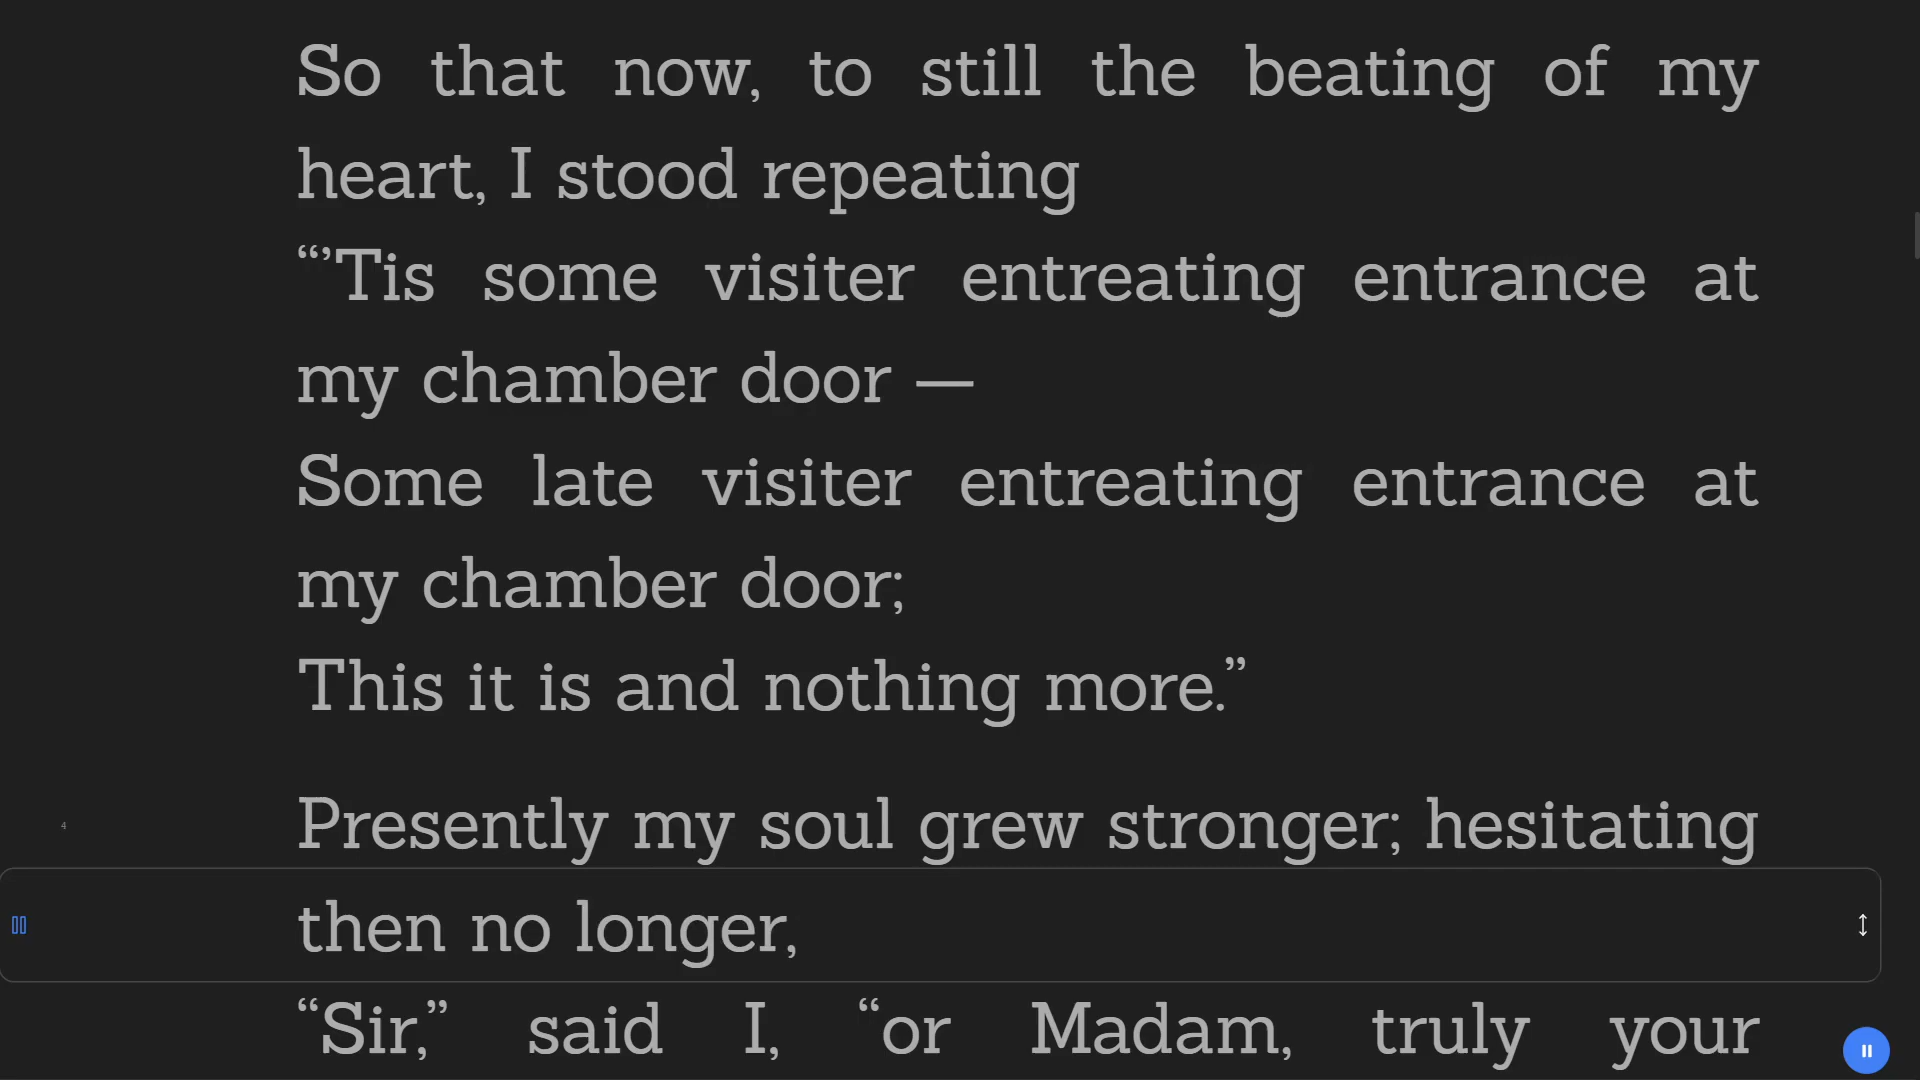 So that now, to still the beating of my
heart, I stood repeating
“’Tis some visiter entreating entrance at
my chamber door —
Some late visiter entreating entrance at
my chamber door;
This it is and nothing more.”
4
Presently my soul grew stronger; hesitating
then no longer,
“Sir,” said I, “or Madam, truly your